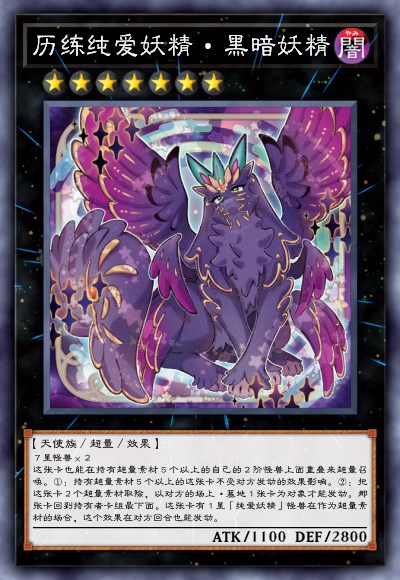 历练纯爱妖精・黑暗妖精
やみ
闇
【天使族/超量/效果】
７星怪兽×２
这张卡也能在持有超量素材５个以上的自己的２阶怪兽上面重叠来超量召
唤。①：持有超量素材５个以上的这张卡不受对方发动的效果影响。②：把
这张卡２个超量素材取除，以对方的场上・墓地１张卡为对象才能发动。那
张卡回到持有者卡组最下面。这张卡有１星「纯爱妖精」怪兽在作为超量素
材的场合，这个效果在对方回合也能发动。
ATK/1100 DEF/2800